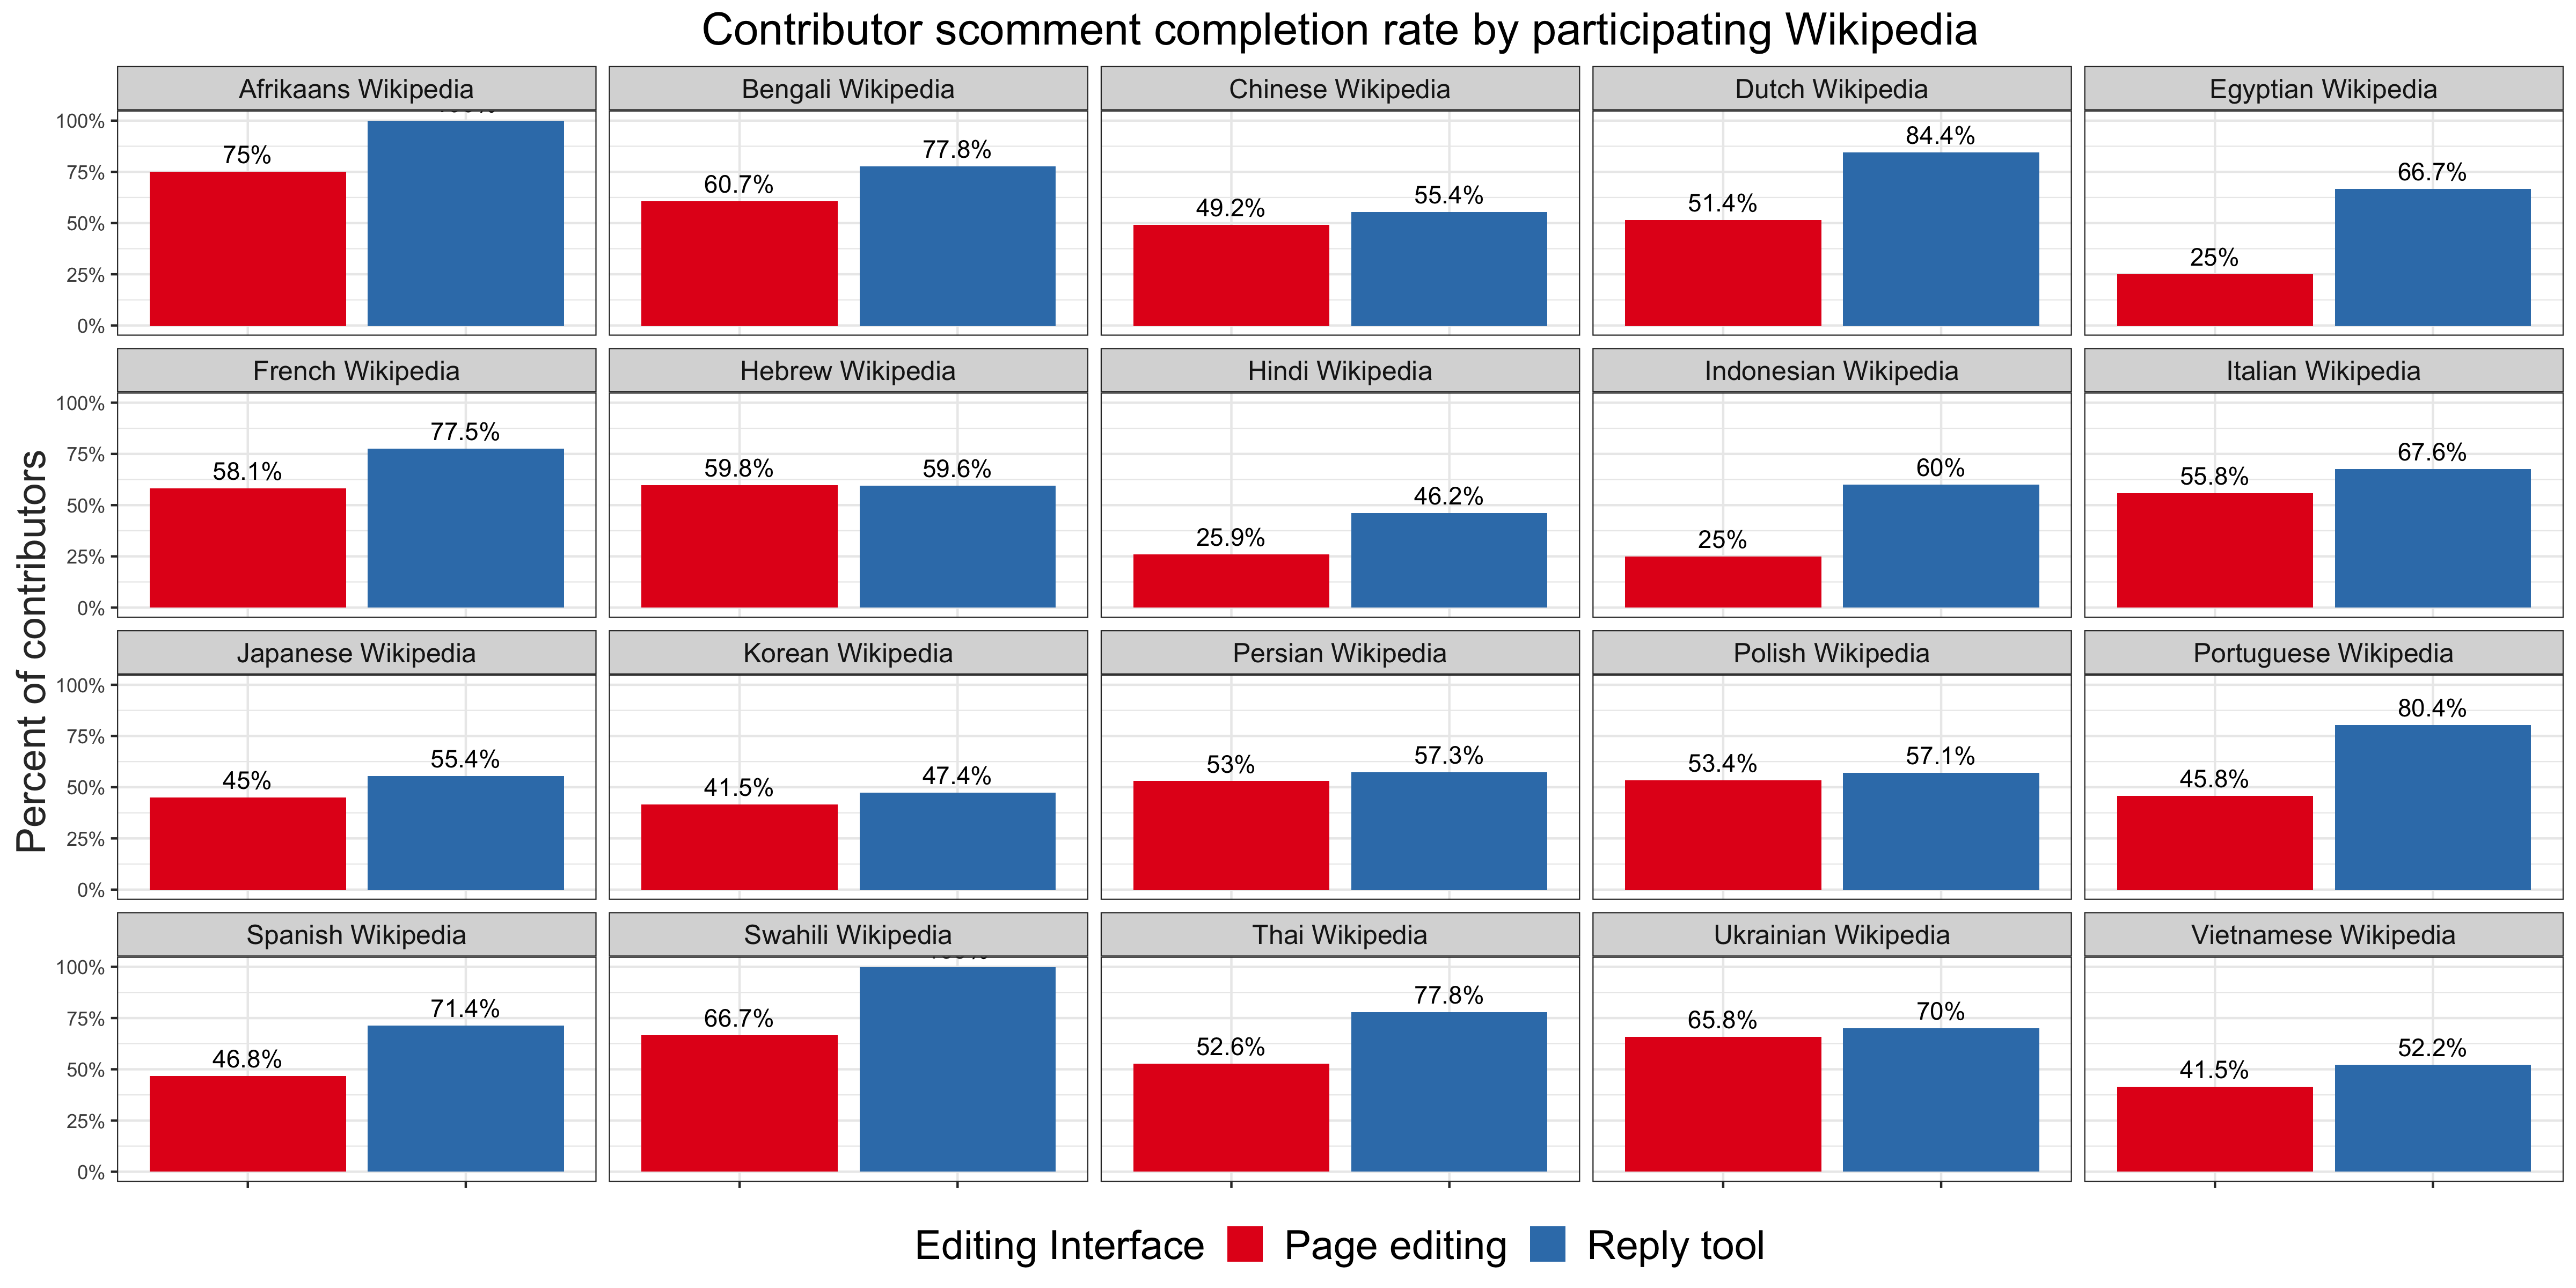 Contributor scomment completion rate by participating Wikipedia
Percent of contributors
Afrikaans Wikipedia
Bengali Wikipedia
Chinese Wikipedia
Dutch Wikipedia
Egyptian Wikipedia
100%
75%
50%
25%
0%
75%
60.7%
77.8%
49.2%
55.4%
51.4%
84.4%
25%
66.7%
French Wikipedia
Hebrew Wikipedia
Hindi Wikipedia
Indonesian Wikipedia
Italian Wikipedia
100%
75%
50%
25%
0%
58.1%
77.5%
59.8%
59.6%
25.9%
46.2%
25%
60%
55.8%
67.6%
Japanese Wikipedia
Korean Wikipedia
Persian Wikipedia
Polish Wikipedia
Portuguese Wikipedia
100%
75%
50%
25%
0%
45%
55.4%
41.5%
47.4%
53%
57.3%
53.4%
57.1%
45.8%
80.4%
Spanish Wikipedia
Swahili Wikipedia
Thai Wikipedia
Ukrainian Wikipedia
Vietnamese Wikipedia
100%
75%
50%
25%
0%
46.8%
71.4%
66.7%
52.6%
77.8%
65.8%
70%
41.5%
52.2%
Editing Interface
Page editing
Reply tool